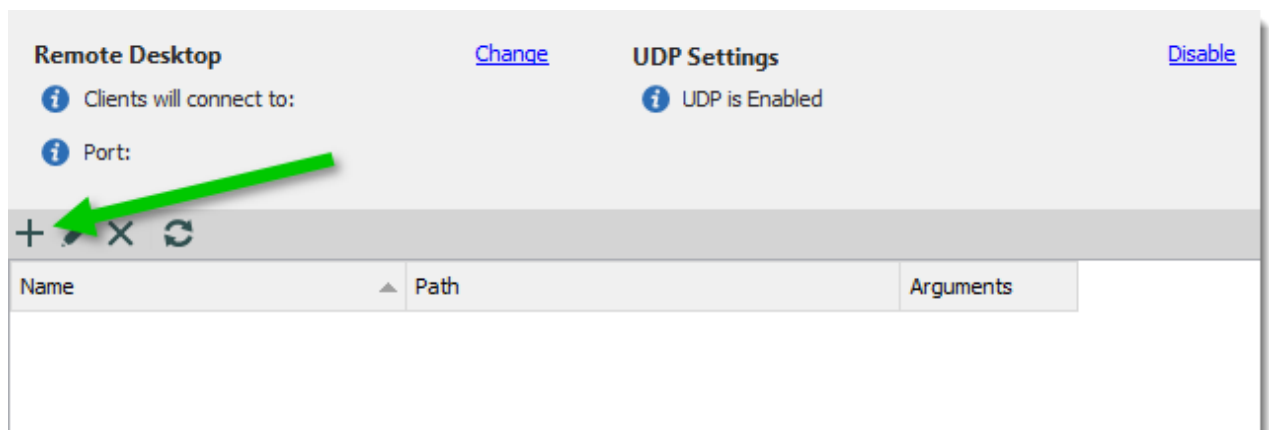 Remote Desktop Change UDP Settings Disable
Clients will connect to: UDP is Enabled
Port:
Name Path Arguments